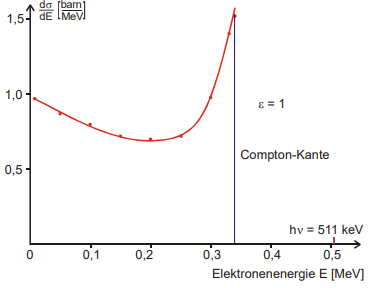 dσ/dE [barn/MeV]
1,5
1,0
ε = 1
Compton-Kante
0,5
hν = 511 keV
0 0,1 0,2 0,3 0,4 0,5
Elektronenenergie E [MeV]